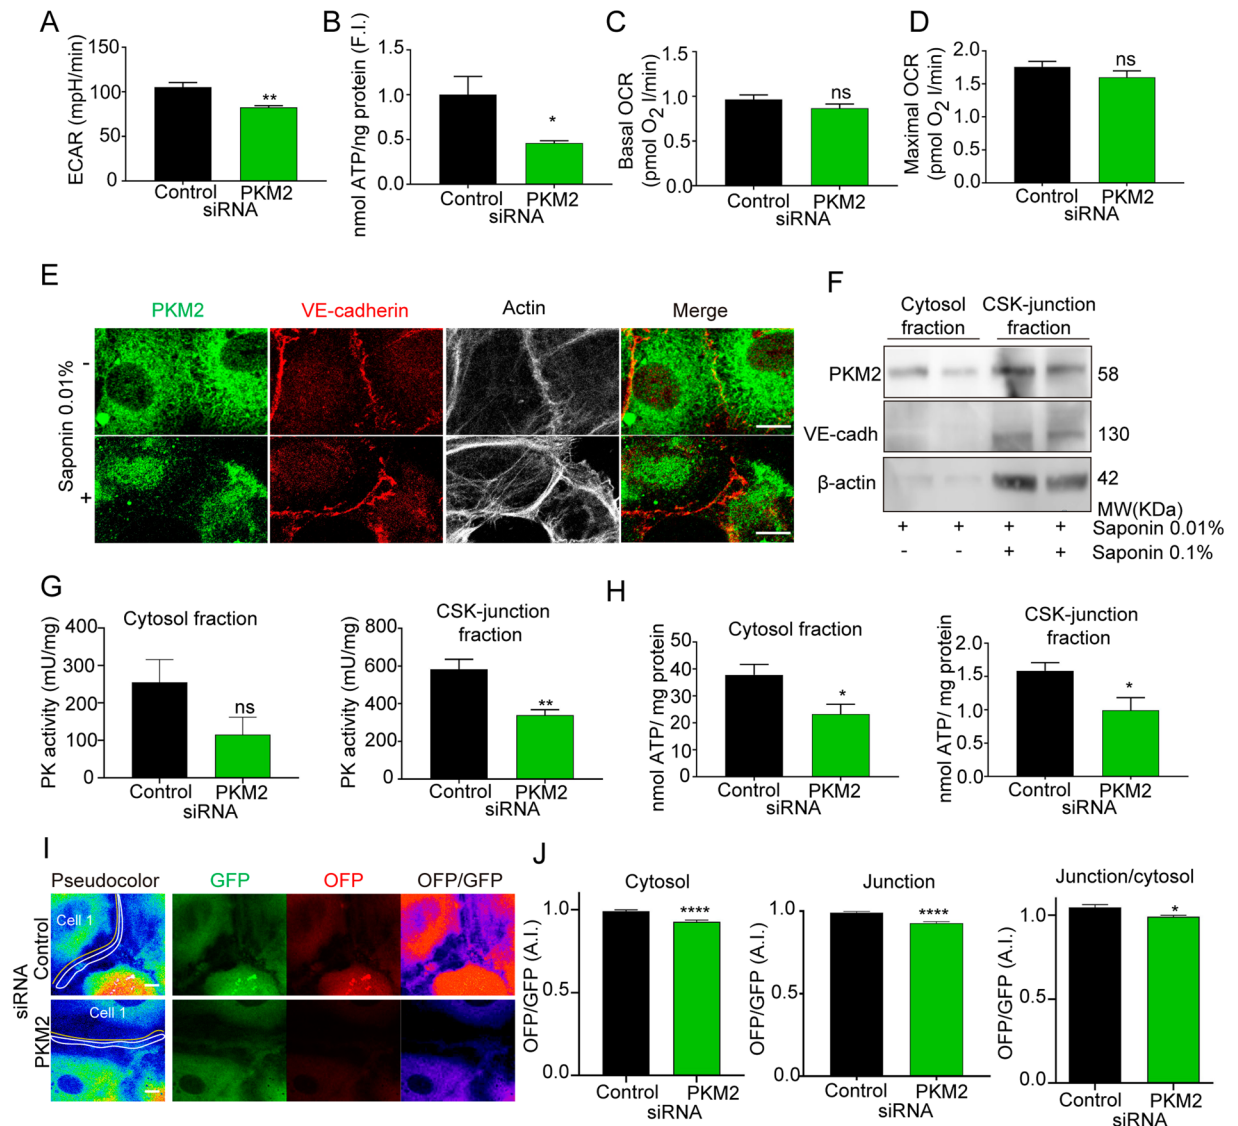 A
ECAR (mpH/min)
150
100
50
0
**
Control
PKM2
siRNA
B
nmol ATP/ng protein (F.I.)
1.5
1.0
0.5
0.0
*
Control
PKM2
siRNA
C
Basal OCR
(pmol O2 l/min)
1.5
1.0
0.5
0.0
ns
Control
PKM2
siRNA
D
Maximal OCR
(pmol O2 l/min)
2.0
1.5
1.0
0.5
0.0
ns
Control
PKM2
siRNA
E
PKM2
VE-cadherin
Actin
Merge
Saponin 0.01%
-
+
F
Cytosol
fraction
CSK-junction
fraction
PKM2
58
VE-cadh
130
β-actin
42
MW(KDa)
+ + + + Saponin 0.01%
- - + + Saponin 0.1%
G
Cytosol fraction
PK activity (mU/mg)
400
300
200
100
0
ns
Control
PKM2
siRNA
CSK-junction
fraction
PK activity (mU/mg)
800
600
400
200
0
**
Control
PKM2
siRNA
H
Cytosol fraction
nmol ATP/ mg protein
50
40
30
20
10
0
*
Control
PKM2
siRNA
CSK-junction
fraction
nmol ATP/ mg protein
2.0
1.5
1.0
0.5
0.0
*
Control
PKM2
siRNA
I
Pseudocolor
GFP
OFP
OFP/GFP
siRNA
Control
Cell 1
PKM2
Cell 1
J
Cytosol
OFP/GFP (A.I.)
1.0
0.5
0.0
****
Control
PKM2
siRNA
Junction
OFP/GFP (A.I.)
1.0
0.5
0.0
****
Control
PKM2
siRNA
Junction/cytosol
OFP/GFP (A.I.)
1.0
0.5
0.0
*
Control
PKM2
siRNA